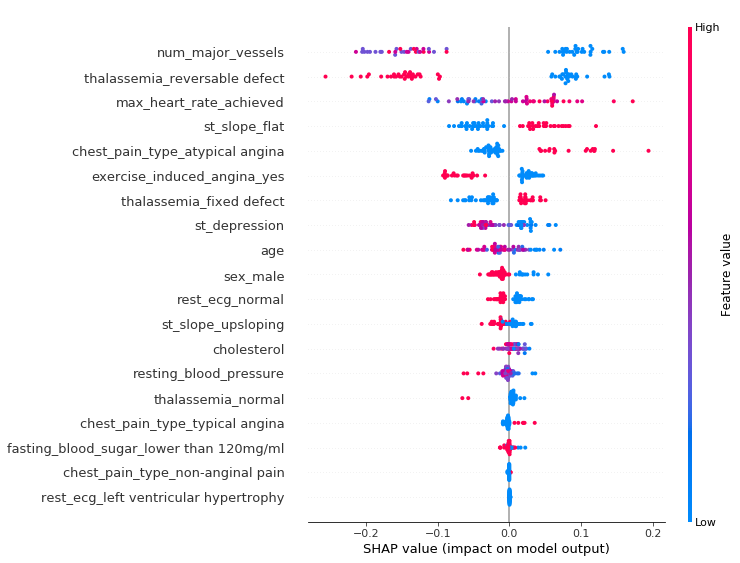 High
num_major_vessels
thalassemia_reversable defect
max_heart_rate_achieved
st_slope_flat
chest_pain_type_atypical angina
exercise_induced_angina_yes
thalassemia_fixed defect
st_depression
age
sex_male
rest_ecg_normal
st_slope_upsloping
cholesterol
resting_blood_pressure
thalassemia_normal
chest_pain_type_typical angina
fasting_blood_sugar_lower than 120mg/ml
chest_pain_type_non-anginal pain
rest_ecg_left ventricular hypertrophy
Feature value
Low
−0.2 −0.1 0.0 0.1 0.2
SHAP value (impact on model output)